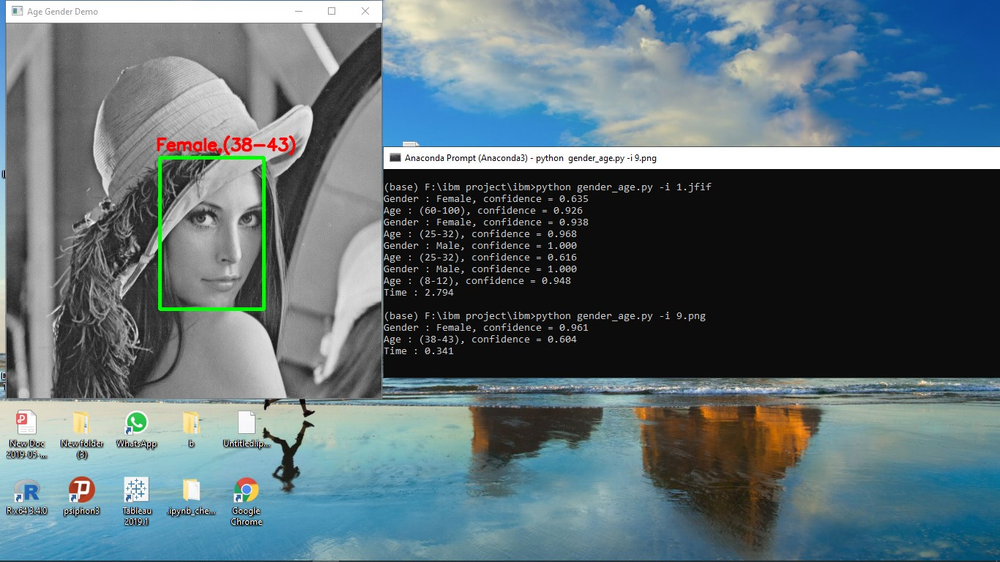 Age Gender Demo
Female,(38-43)
Anaconda Prompt (Anaconda3) - python gender_age.py -i 9.png
(base) F:\ibm project\ibm>python gender_age.py -i 1.jfif
Gender : Female, confidence = 0.635
Age : (60-100), confidence = 0.926
Gender : Female, confidence = 0.938
Age : (25-32), confidence = 0.968
Gender : Male, confidence = 1.000
Age : (25-32), confidence = 0.616
Gender : Male, confidence = 1.000
Age : (8-12), confidence = 0.948
Time : 2.794
(base) F:\ibm project\ibm>python gender_age.py -i 9.png
Gender : Female, confidence = 0.961
Age : (38-43), confidence = 0.604
Time : 0.341
New Doc
2019-05-...
New folder
(3)
WhatsApp
b
Untitled.ip...
R x64 3.4.0
psiphon3
Tableau
2019.1
.ipynb_che...
Google
Chrome